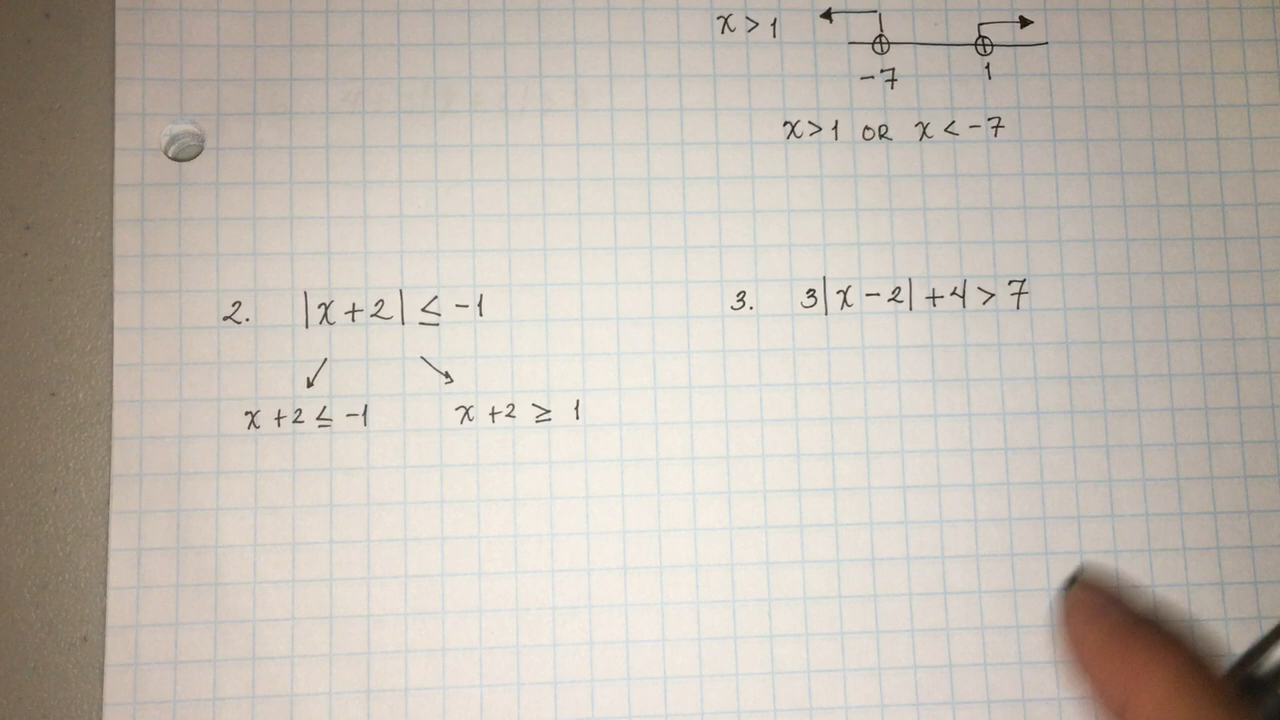 x > 1
-7 1
x > 1 OR x < -7
2. |x + 2| ≤ -1
x + 2 ≤ -1 x + 2 ≥ 1
3. 3|x - 2| + 4 > 7